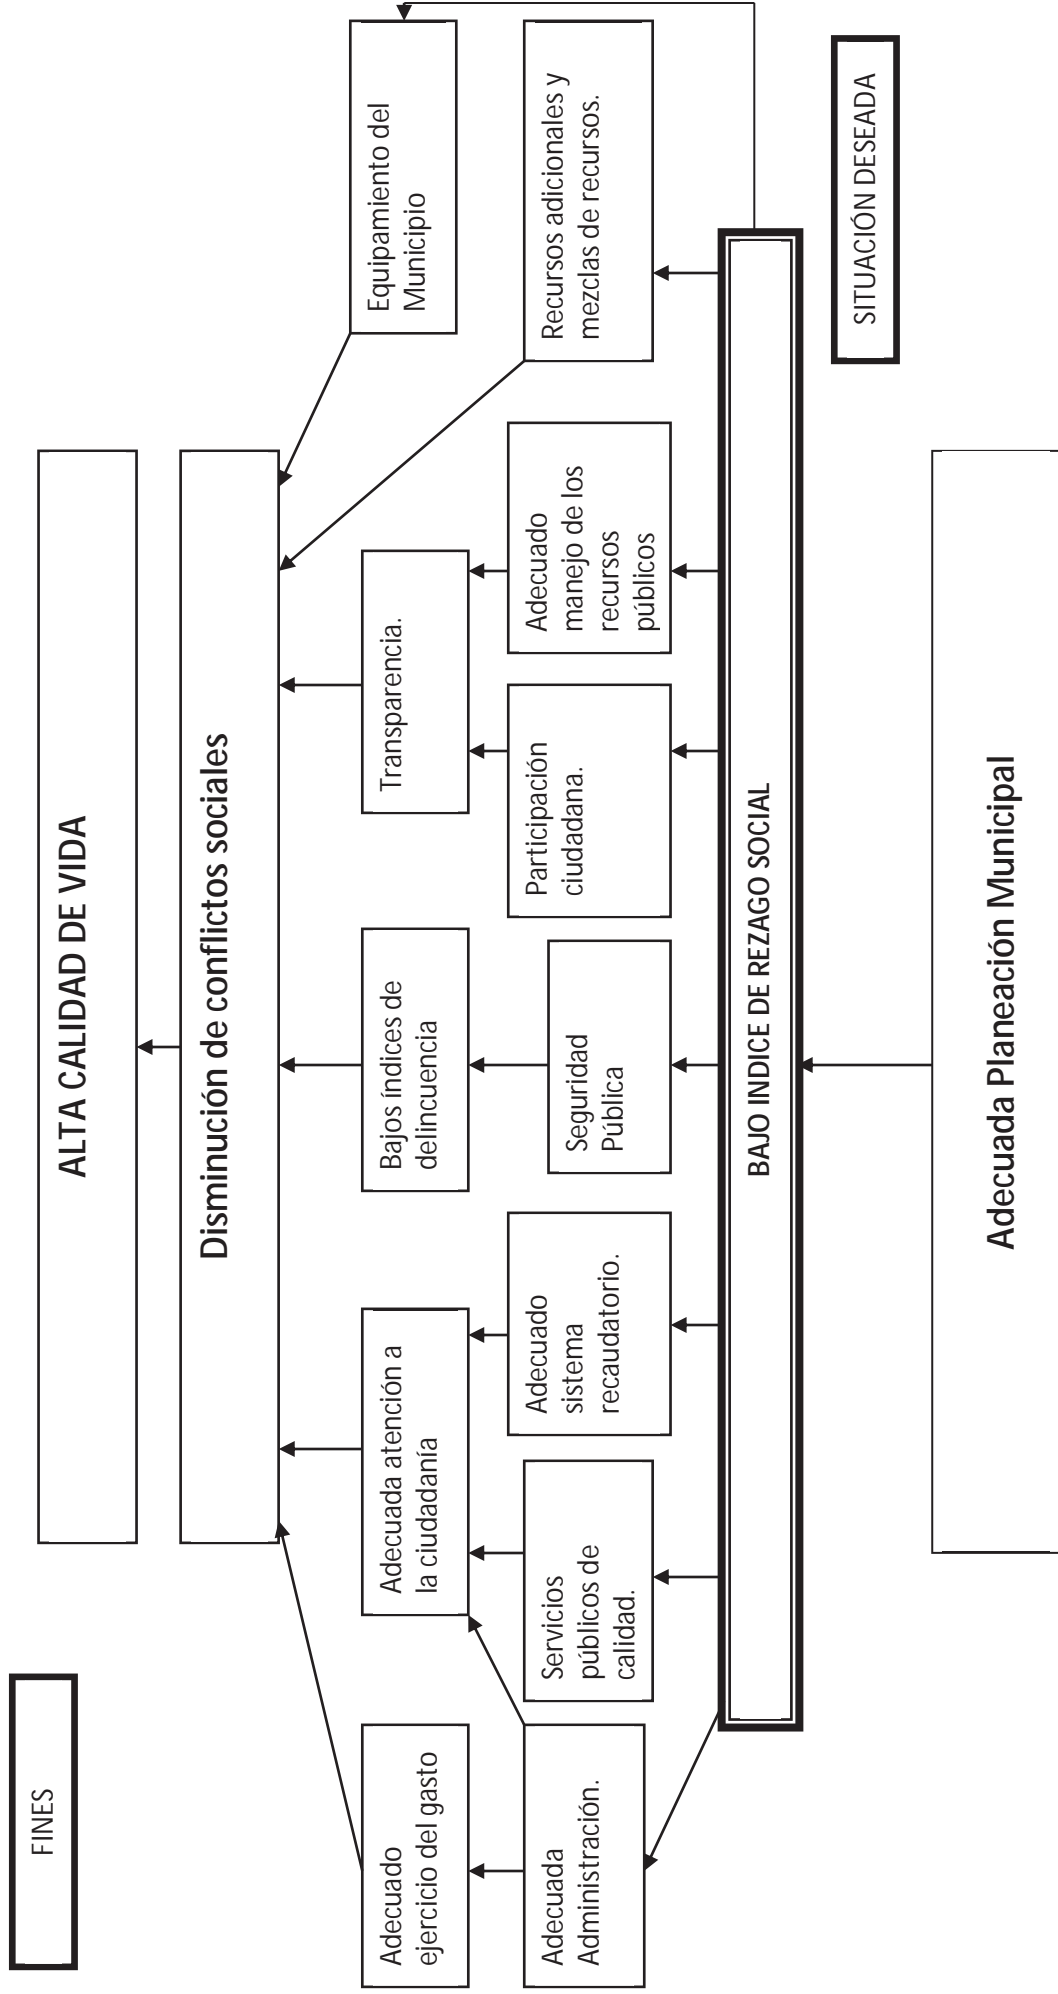 FINES
ALTA CALIDAD DE VIDA
Disminución de conflictos sociales
Adecuado
ejercicio del gasto
Adecuada atención a
la ciudadanía
Bajos índices de
delincuencia
Transparencia.
Equipamiento del
Municipio
Adecuada
Administración.
Servicios
públicos de
calidad.
Adecuado
sistema
recaudatorio.
Seguridad
Pública
Participación
ciudadana.
Adecuado
manejo de los
recursos
públicos
Recursos adicionales y
mezclas de recursos.
BAJO INDICE DE REZAGO SOCIAL
SITUACIÓN DESEADA
Adecuada Planeación Municipal